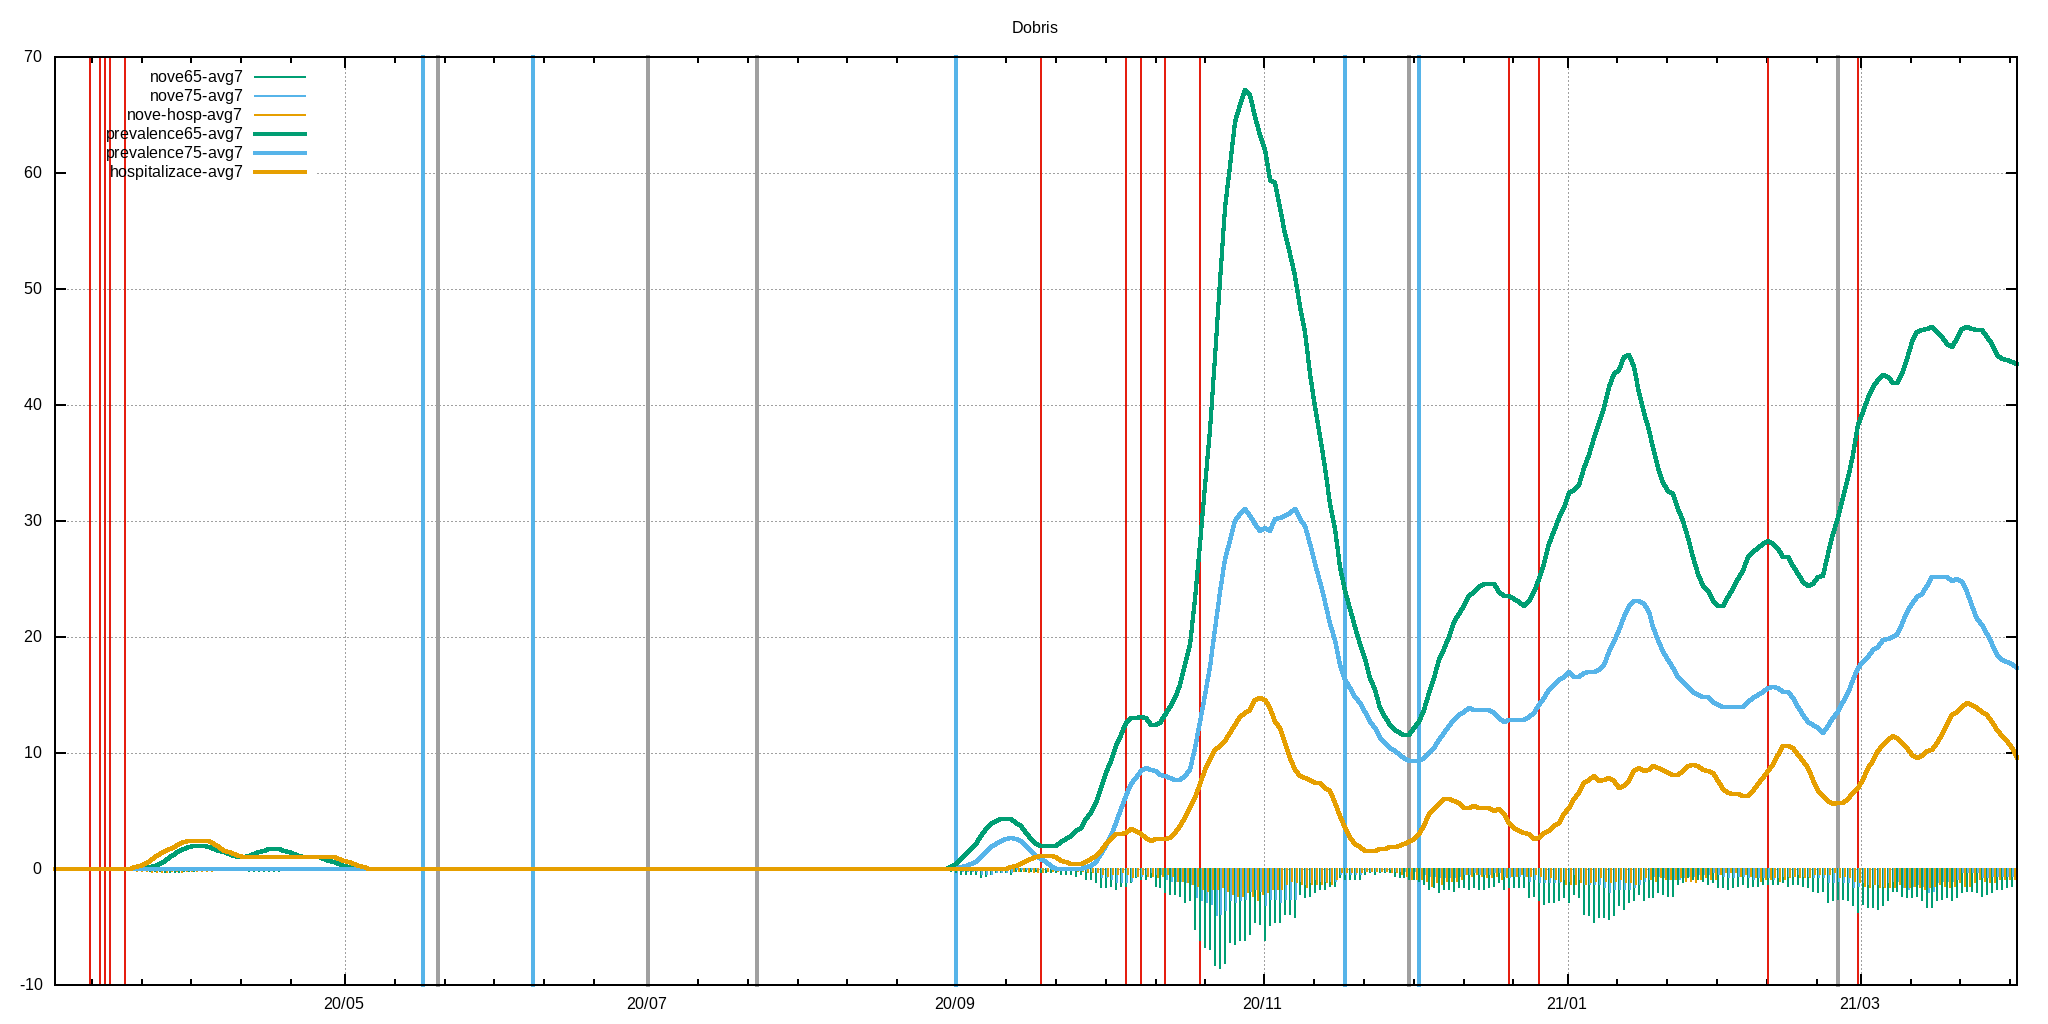 Dobris
70
60
50
40
30
20
10
0
-10
nove65-avg7
nove75-avg7
nove-hosp-avg7
prevalence65-avg7
prevalence75-avg7
hospitalizace-avg7
20/05 20/07 20/09 20/11 21/01 21/03